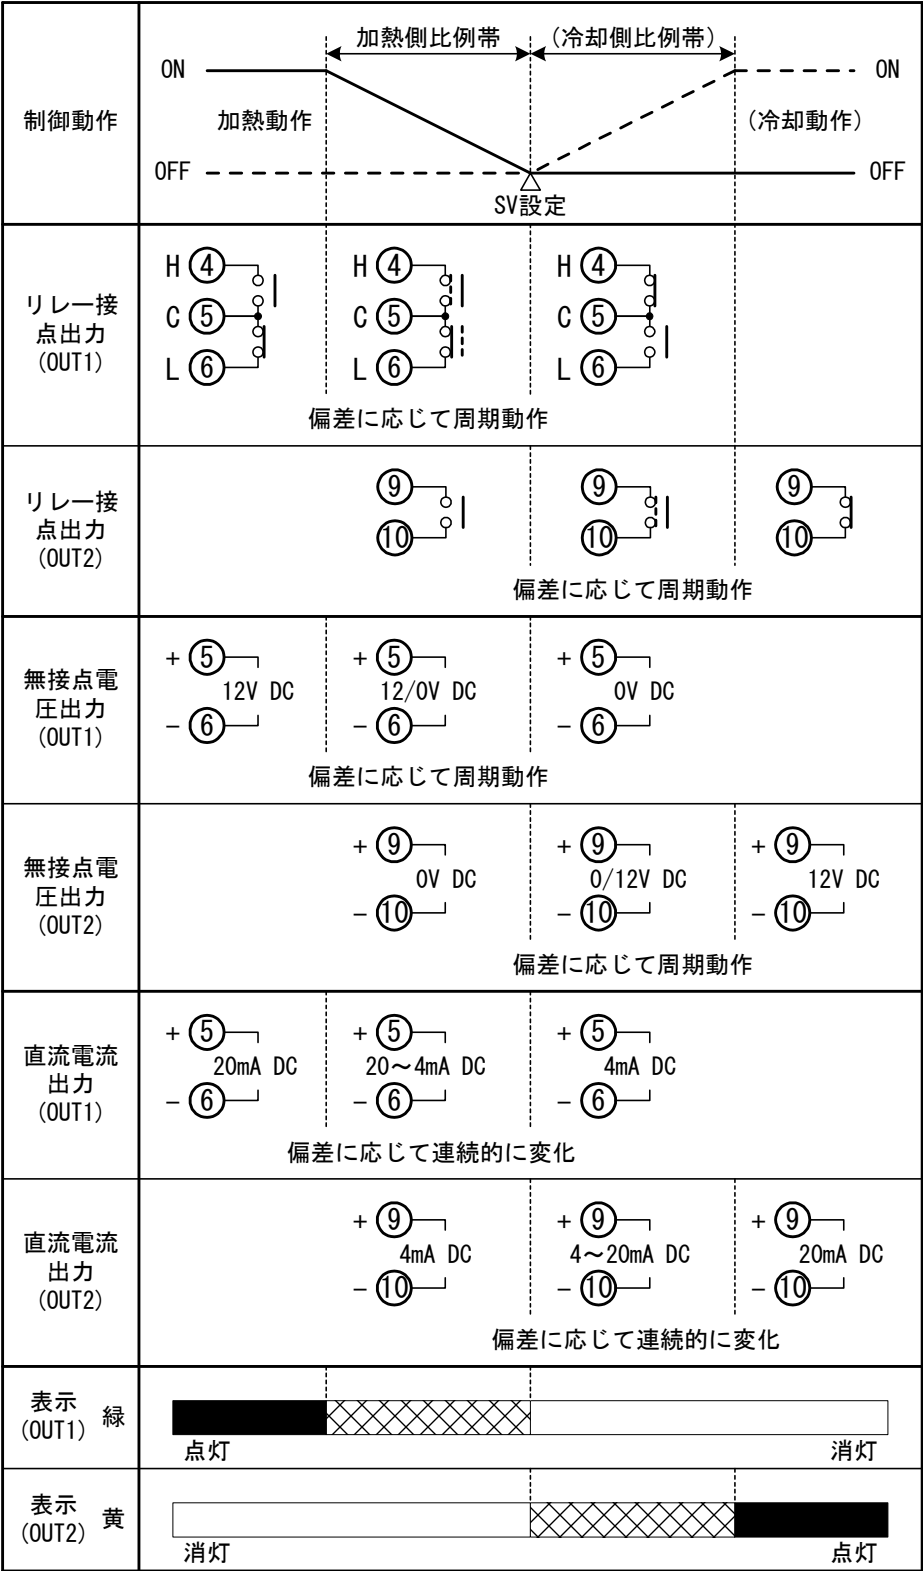 制御動作
加熱側比例帯 (冷却側比例帯)
ON ON
加熱動作 (冷却動作)
OFF OFF
SV設定
リレー接
点出力
(OUT1)
H ④ H ④ H ④
C ⑤ C ⑤ C ⑤
L ⑥ L ⑥ L ⑥
偏差に応じて周期動作
リレー接
点出力
(OUT2)
⑨ ⑨ ⑨
⑩ ⑩ ⑩
偏差に応じて周期動作
無接点電
圧出力
(OUT1)
+ ⑤ + ⑤ + ⑤
12V DC 12/0V DC 0V DC
- ⑥ - ⑥ - ⑥
偏差に応じて周期動作
無接点電
圧出力
(OUT2)
+ ⑨ + ⑨ + ⑨
0V DC 0/12V DC 12V DC
- ⑩ - ⑩ - ⑩
偏差に応じて周期動作
直流電流
出力
(OUT1)
+ ⑤ + ⑤ + ⑤
20mA DC 20～4mA DC 4mA DC
- ⑥ - ⑥ - ⑥
偏差に応じて連続的に変化
直流電流
出力
(OUT2)
+ ⑨ + ⑨ + ⑨
4mA DC 4～20mA DC 20mA DC
- ⑩ - ⑩ - ⑩
偏差に応じて連続的に変化
表示
(OUT1) 緑
点灯 消灯
表示
(OUT2) 黄
消灯 点灯